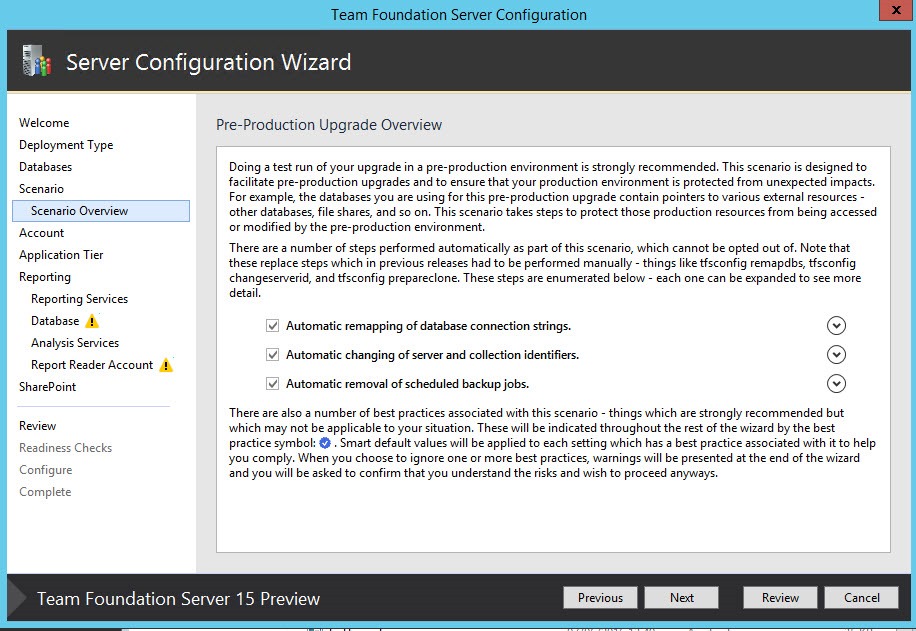 Team Foundation Server Configuration
x
Server Configuration Wizard
Welcome
Deployment Type
Databases
Scenario
Scenario Overview
Account
Application Tier
Reporting
Reporting Services
Database
Analysis Services
Report Reader Account
SharePoint
Review
Readiness Checks
Configure
Complete
Pre-Production Upgrade Overview
Doing a test run of your upgrade in a pre-production environment is strongly recommended. This scenario is designed to
facilitate pre-production upgrades and to ensure that your production environment is protected from unexpected impacts.
For example, the databases you are using for this pre-production upgrade contain pointers to various external resources -
other databases, file shares, and so on. This scenario takes steps to protect those production resources from being accessed
or modified by the pre-production environment.
There are a number of steps performed automatically as part of this scenario, which cannot be opted out of. Note that
these replace steps which in previous releases had to be performed manually - things like tfsconfig remapdbs, tfsconfig
changeserverid, and tfsconfig prepareclone. These steps are enumerated below - each one can be expanded to see more
detail.
Automatic remapping of database connection strings.
Automatic changing of server and collection identifiers.
Automatic removal of scheduled backup jobs.
There are also a number of best practices associated with this scenario - things which are strongly recommended but
which may not be applicable to your situation. These will be indicated throughout the rest of the wizard by the best
practice symbol: . Smart default values will be applied to each setting which has a best practice associated with it to help
you comply. When you choose to ignore one or more best practices, warnings will be presented at the end of the wizard
and you will be asked to confirm that you understand the risks and wish to proceed anyways.
Team Foundation Server 15 Preview
Previous
Next
Review
Cancel